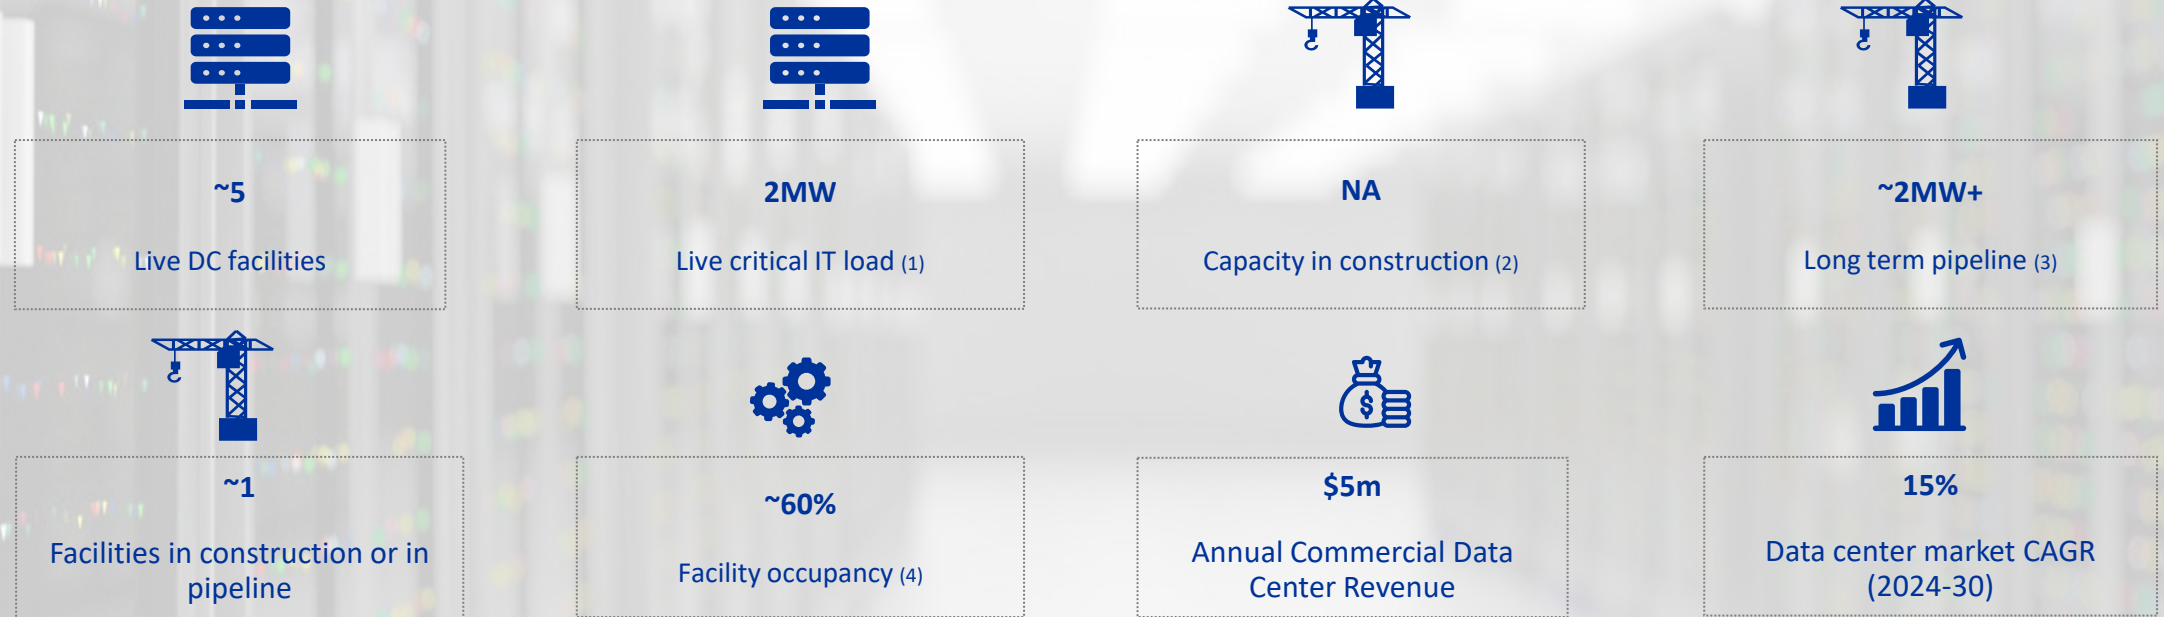 ~5
Live DC facilities
2MW
Live critical IT load (1)
NA
Capacity in construction (2)
~2MW+
Long term pipeline (3)
~1
Facilities in construction or in
pipeline
~60%
Facility occupancy (4)
$5m
Annual Commercial Data
Center Revenue
15%
Data center market CAGR
(2024-30)